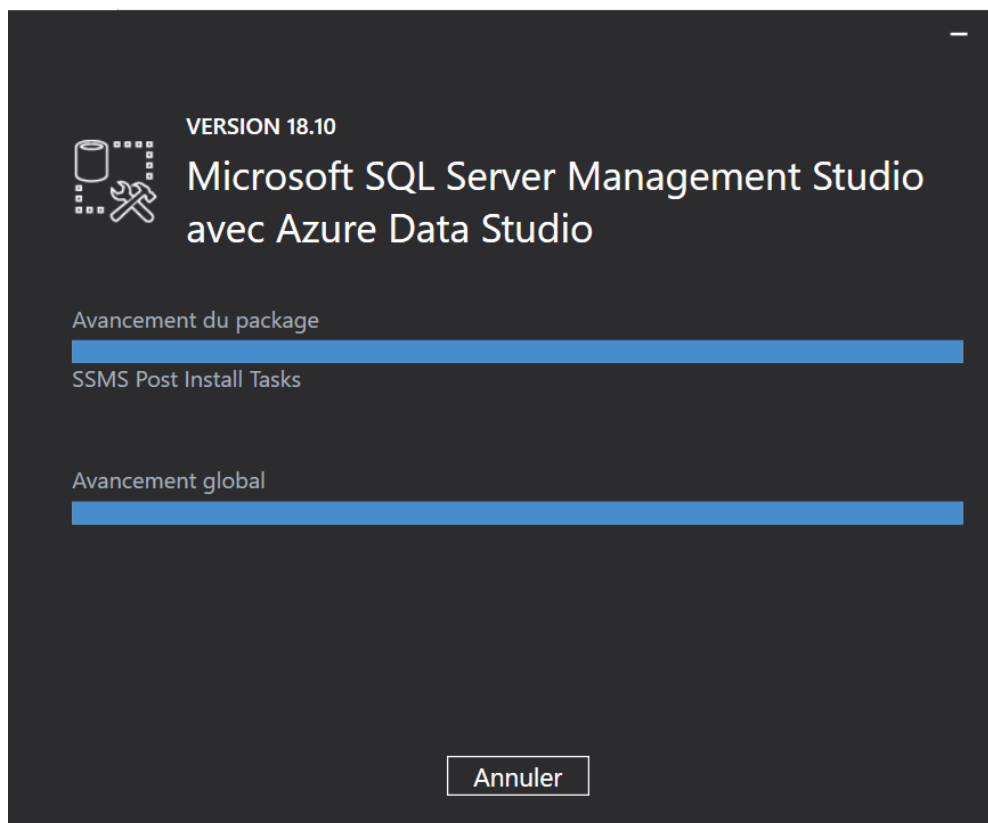 VERSION 18.10
Microsoft SQL Server Management Studio
avec Azure Data Studio
Avancement du package
SSMS Post Install Tasks
Avancement global
Annuler